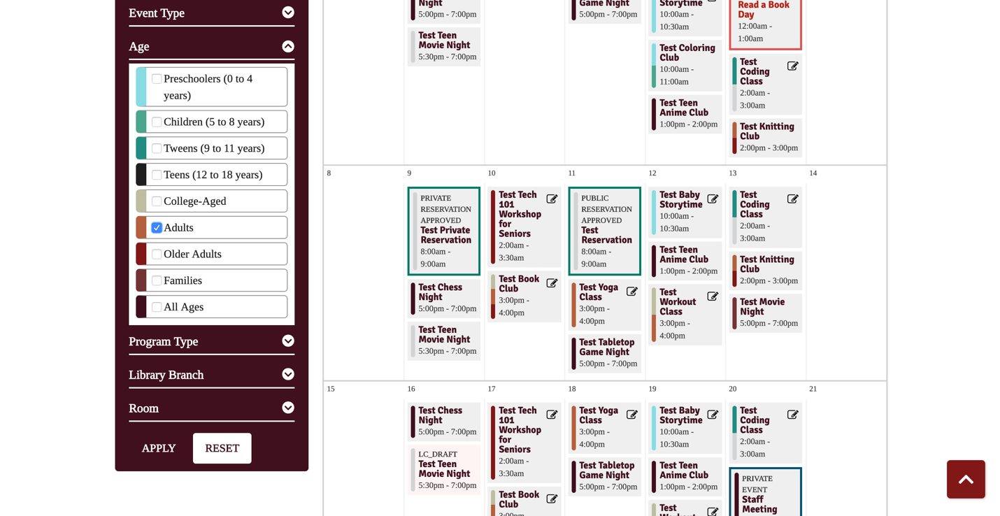 Event Type
Age
Preschoolers (0 to 4
years)
Children (5 to 8 years)
Tweens (9 to 11 years)
Teens (12 to 18 years)
College-Aged
Adults
Older Adults
Families
All Ages
Program Type
Library Branch
Room
APPLY
RESET
Night
5:00pm - 7:00pm
Test Teen
Movie Night
5:30pm - 7:00pm
Game Night
5:00pm - 7:00pm
Storytime
10:00am -
10:30am
Test Coloring
Club
10:00am -
11:00am
Test Teen
Anime Club
1:00pm - 2:00pm
Read a Book
Day
12:00am -
1:00am
Test
Coding
Class
2:00am -
3:00am
Test Knitting
Club
2:00pm - 3:00pm
8
9
PRIVATE
RESERVATION
APPROVED
Test Private
Reservation
8:00am -
9:00am
Test Chess
Night
5:00pm - 7:00pm
Test Teen
Movie Night
5:30pm - 7:00pm
10
Test Tech
101
Workshop
for
Seniors
2:00am -
3:30am
Test Book
Club
3:00pm -
4:00pm
11
PUBLIC
RESERVATION
APPROVED
Test
Reservation
8:00am -
9:00am
Test Yoga
Class
3:00pm -
4:00pm
Test Tabletop
Game Night
5:00pm - 7:00pm
12
Test Baby
Storytime
10:00am -
10:30am
Test Teen
Anime Club
1:00pm - 2:00pm
Test
Workout
Class
3:00pm -
4:00pm
13
Test
Coding
Class
2:00am -
3:00am
Test Knitting
Club
2:00pm - 3:00pm
Test Movie
Night
5:00pm - 7:00pm
14
15
16
Test Chess
Night
5:00pm - 7:00pm
LC_DRAFT
Test Teen
Movie Night
5:30pm - 7:00pm
17
Test Tech
101
Workshop
for
Seniors
2:00am -
3:30am
Test Book
Club
3:00pm -
18
Test Yoga
Class
3:00pm -
4:00pm
Test Tabletop
Game Night
5:00pm - 7:00pm
19
Test Baby
Storytime
10:00am -
10:30am
Test Teen
Anime Club
1:00pm - 2:00pm
Test
Workout
20
Test
Coding
Class
2:00am -
3:00am
PRIVATE
EVENT
Staff
Meeting
21